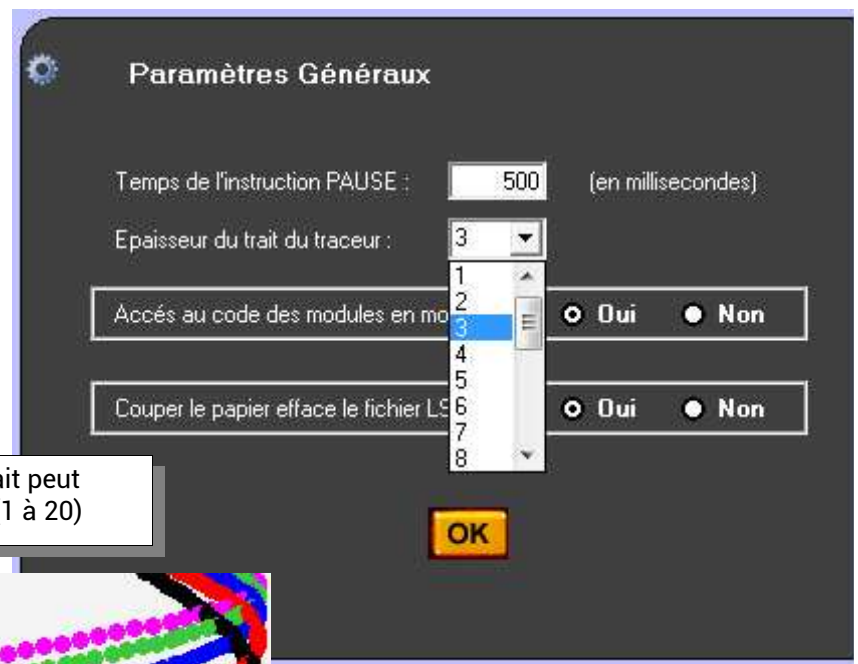 Paramètres Généraux
Temps de l'instruction PAUSE : 500 (en millisecondes)
Epaisseur du trait du traceur : 3
1
2
3
4
5
6
7
8
Accés au code des modules en mo Oui Non
Couper le papier efface le fichier LS Oui Non
ait peut
1 à 20)
OK